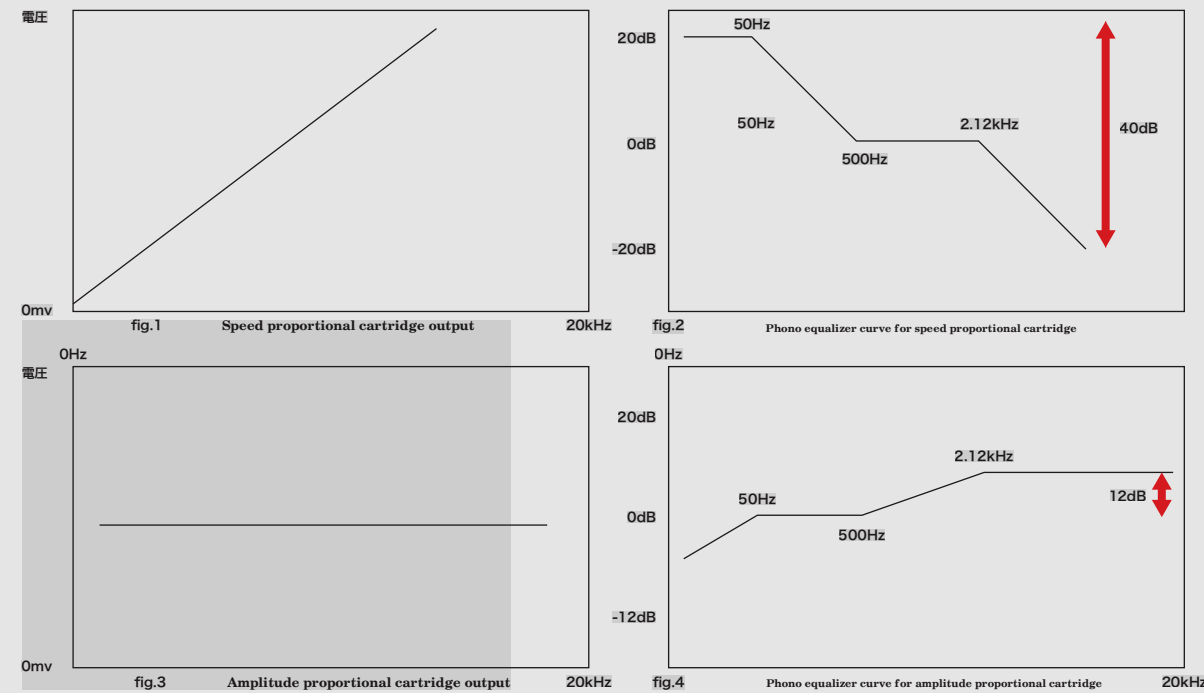 電圧
0mv
fig.1
Speed proportional cartridge output
20kHz
0Hz
50Hz
20dB
50Hz
2.12kHz
40dB
0dB
500Hz
-20dB
fig.2
Phono equalizer curve for speed proportional cartridge
0Hz
電圧
0mv
fig.3
Amplitude proportional cartridge output
20kHz
20dB
2.12kHz
50Hz
12dB
0dB
500Hz
-12dB
fig.4
Phono equalizer curve for amplitude proportional cartridge
20kHz